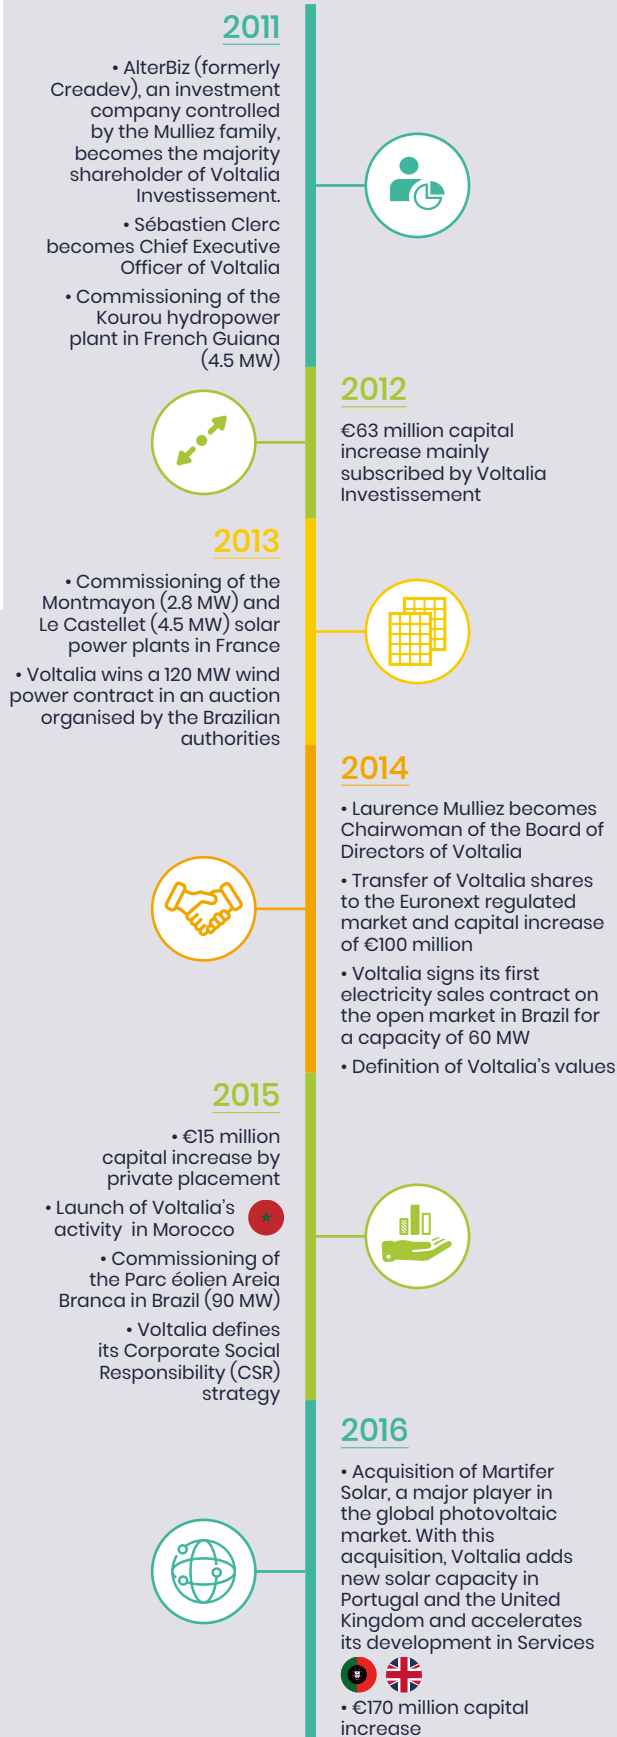 2011
• AlterBiz (formerly
Creadev), an investment
company controlled
by the Mulliez family,
becomes the majority
shareholder of Voltalia
Investissement.
• Sébastien Clerc
becomes Chief Executive
Officer of Voltalia
• Commissioning of the
Kourou hydropower
plant in French Guiana
(4.5 MW)
2012
€63 million capital
increase mainly
subscribed by Voltalia
Investissement
2013
• Commissioning of the
Montmayon (2.8 MW) and
Le Castellet (4.5 MW) solar
power plants in France
• Voltalia wins a 120 MW wind
power contract in an auction
organised by the Brazilian
authorities
2014
• Laurence Mulliez becomes
Chairwoman of the Board of
Directors of Voltalia
• Transfer of Voltalia shares
to the Euronext regulated
market and capital increase
of €100 million
• Voltalia signs its first
electricity sales contract on
the open market in Brazil for
a capacity of 60 MW
• Definition of Voltalia's values
2015
• €15 million
capital increase by
private placement
• Launch of Voltalia's
activity in Morocco
• Commissioning of
the Parc éolien Areia
Branca in Brazil (90 MW)
• Voltalia defines
its Corporate Social
Responsibility (CSR)
strategy
2016
• Acquisition of Martifer
Solar, a major player in
the global photovoltaic
market. With this
acquisition, Voltalia adds
new solar capacity in
Portugal and the United
Kingdom and accelerates
its development in Services
• €170 million capital
increase